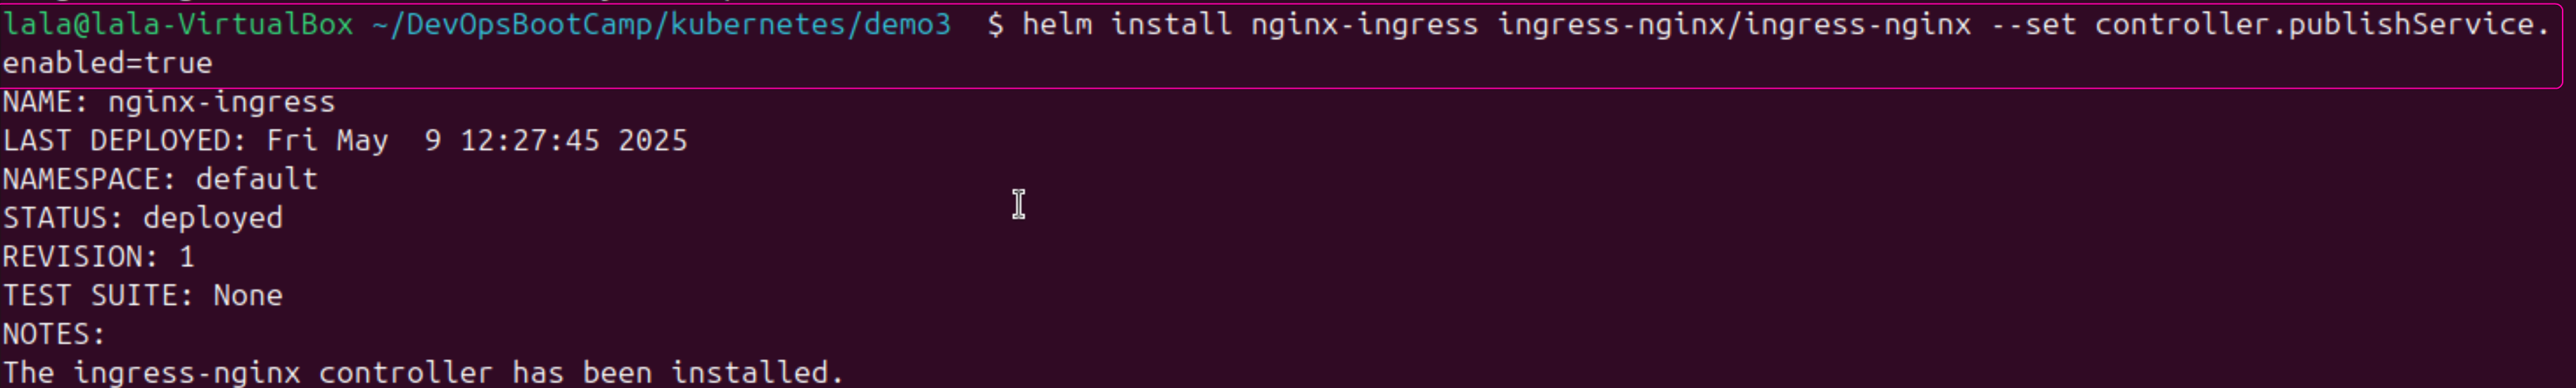 lala@lala-VirtualBox ~/DevOpsBootCamp/kubernetes/demo3  $ helm install nginx-ingress ingress-nginx/ingress-nginx --set controller.publishService.
enabled=true
NAME: nginx-ingress
LAST DEPLOYED: Fri May  9 12:27:45 2025
NAMESPACE: default
STATUS: deployed
REVISION: 1
TEST SUITE: None
NOTES:
The ingress-nginx controller has been installed.